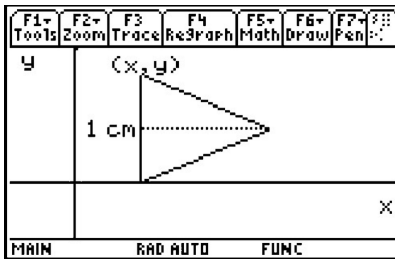 F1▾ F2▾ F3 F4 F5▾ F6▾ F7▾
Tools Zoom Trace ReGraph Math Draw Pen
y (x,y)
1 cm
x
MAIN RAD AUTO FUNC